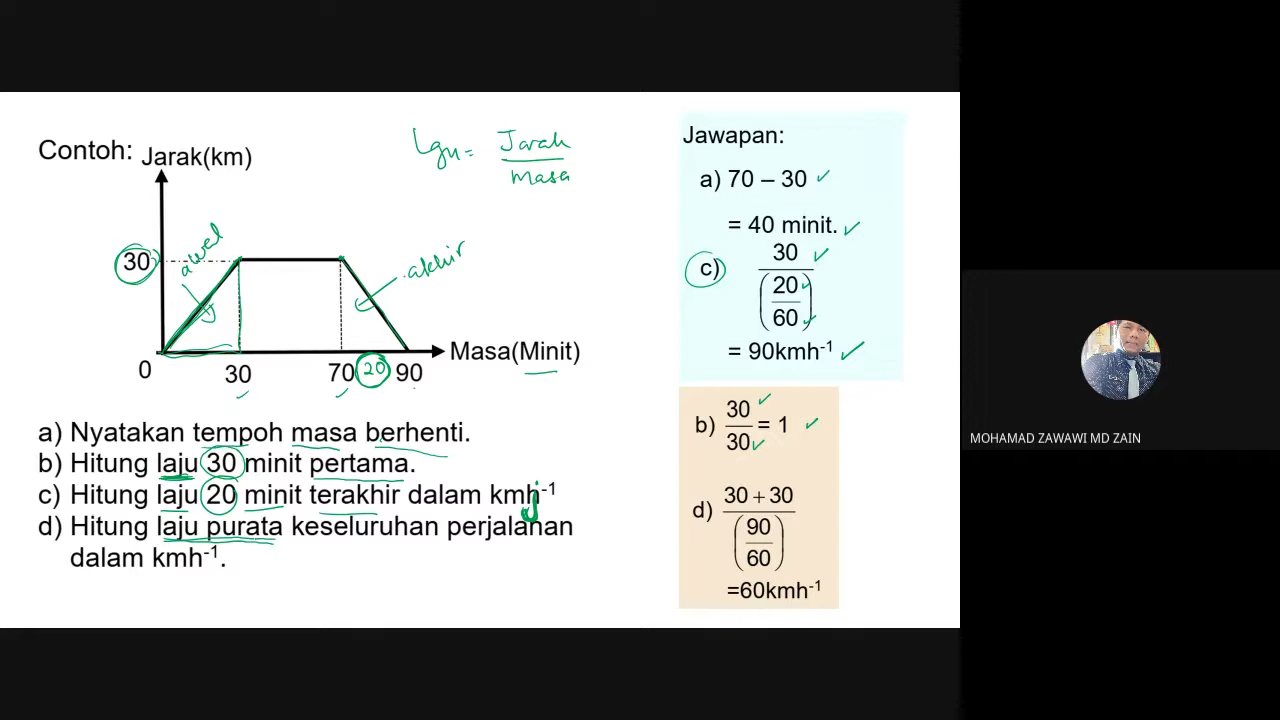 Contoh:
Jarak(km)
Laju = Jarak
masa
30
awal
akhir
Masa(Minit)
0
30
70
20
90
a) Nyatakan tempoh masa berhenti.
b) Hitung laju 30 minit pertama.
c) Hitung laju 20 minit terakhir dalam kmh-1
j
d) Hitung laju purata keseluruhan perjalanan
dalam kmh-1.
Jawapan:
a) 70 – 30
= 40 minit.
c) 30
(20
60)
= 90kmh-1
b) 30
30 = 1
d) 30 + 30
(90
60)
=60kmh-1
MOHAMAD ZAWAWI MD ZAIN